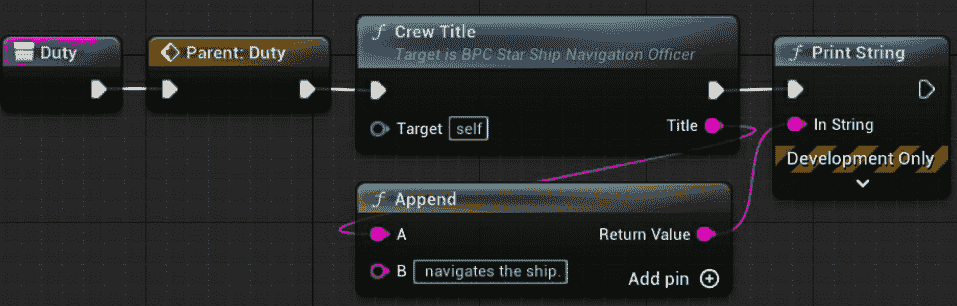 Duty
Parent: Duty
f Crew Title
Target is BPC Star Ship Navigation Officer
Target self
Title
f Print String
In String
Development Only
f Append
A
Return Value
B navigates the ship.
Add pin